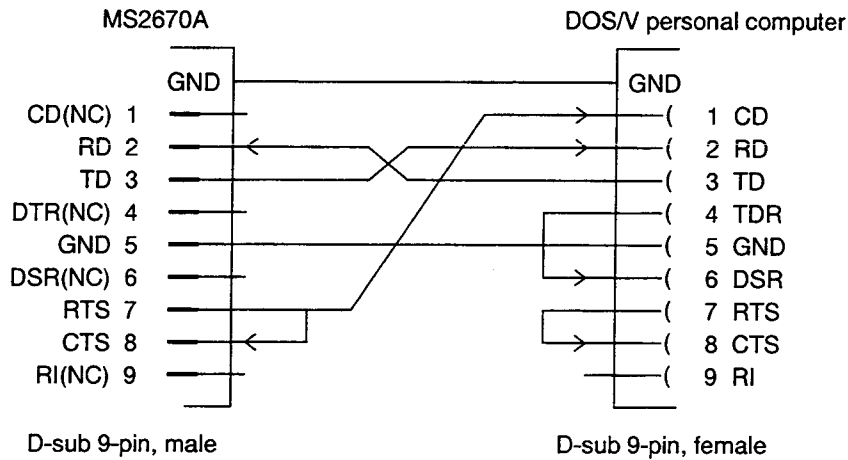 MS2670A
DOS/V personal computer
GND
GND
CD(NC) 1
1 CD
RD 2
2 RD
TD 3
3 TD
DTR(NC) 4
4 TDR
GND 5
5 GND
DSR(NC) 6
6 DSR
RTS 7
7 RTS
CTS 8
8 CTS
RI(NC) 9
9 RI
D-sub 9-pin, male
D-sub 9-pin, female